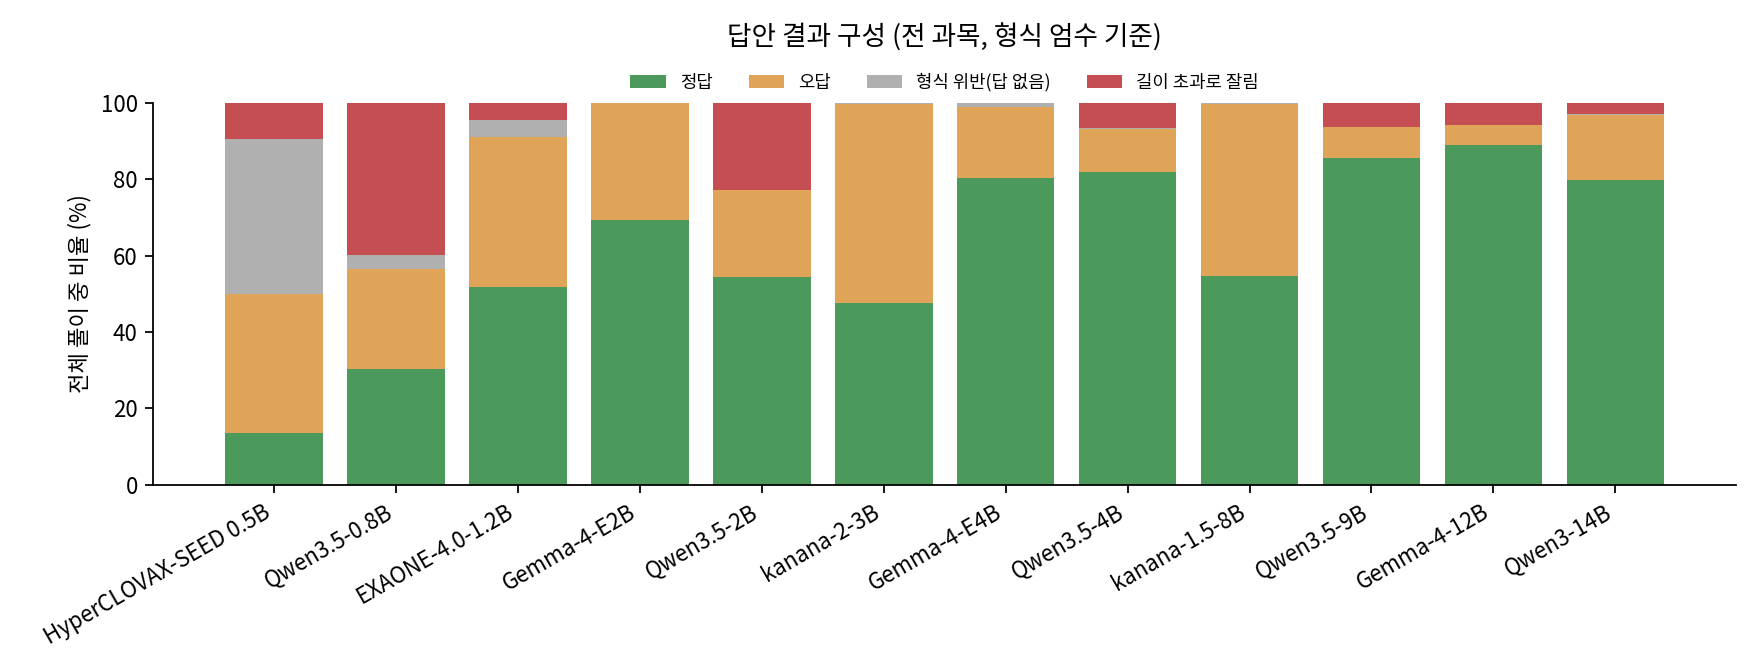 답안 결과 구성 (전 과목, 형식 엄수 기준)
정답 오답 형식 위반(답 없음) 길이 초과로 잘림
전체 풀이 중 비율 (%)
100
80
60
40
20
0
HyperCLOVAX-SEED 0.5B
Qwen3.5-0.8B
EXAONE-4.0-1.2B
Gemma-4-E2B
Qwen3.5-2B
kanana-2-3B
Gemma-4-E4B
Qwen3.5-4B
kanana-1.5-8B
Qwen3.5-9B
Gemma-4-12B
Qwen3-14B